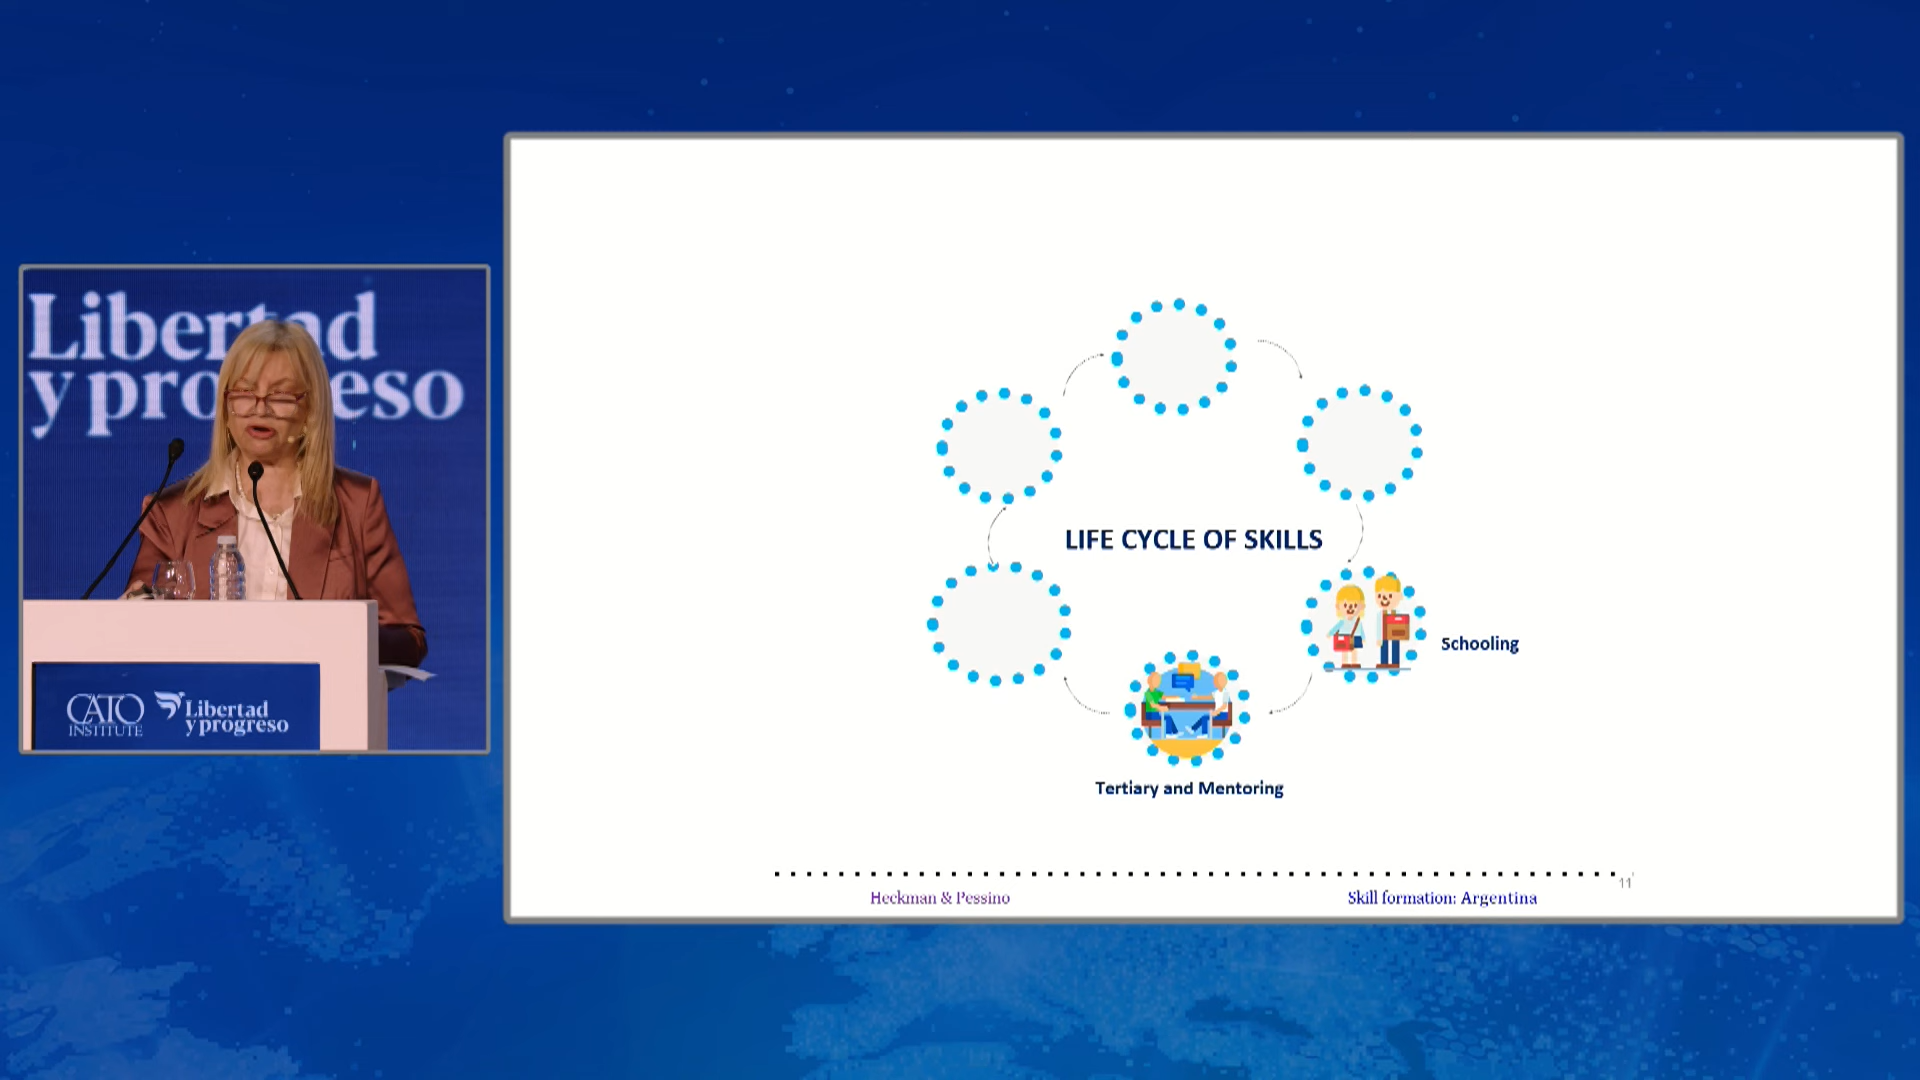 Libertad
y progreso
CATO
INSTITUTE
Libertad
y progreso
LIFE CYCLE OF SKILLS
Schooling
Tertiary and Mentoring
11
Heckman & Pessino
Skill formation: Argentina